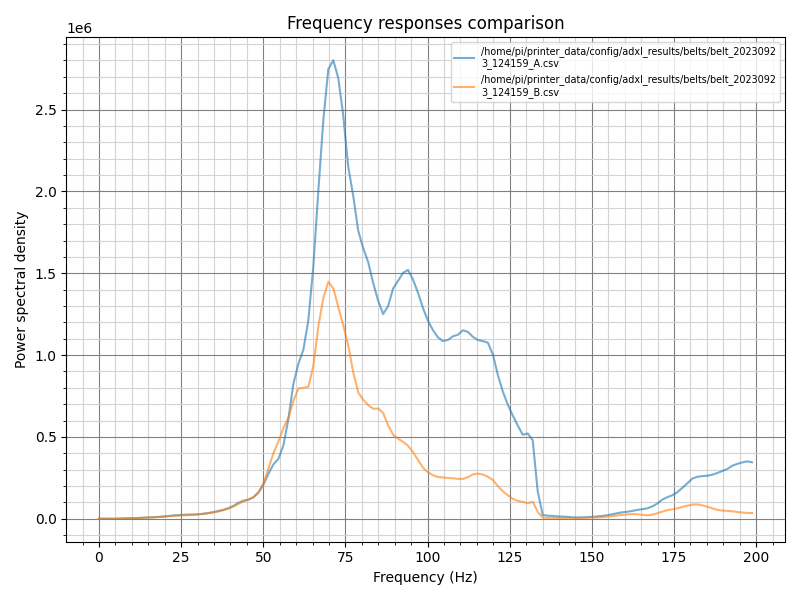 Frequency responses comparison
1e6
/home/pi/printer_data/config/adxl_results/belts/belt_2023092
3_124159_A.csv
/home/pi/printer_data/config/adxl_results/belts/belt_2023092
3_124159_B.csv
2.5
2.0
1.5
1.0
0.5
0.0
Power spectral density
0 25 50 75 100 125 150 175 200
Frequency (Hz)